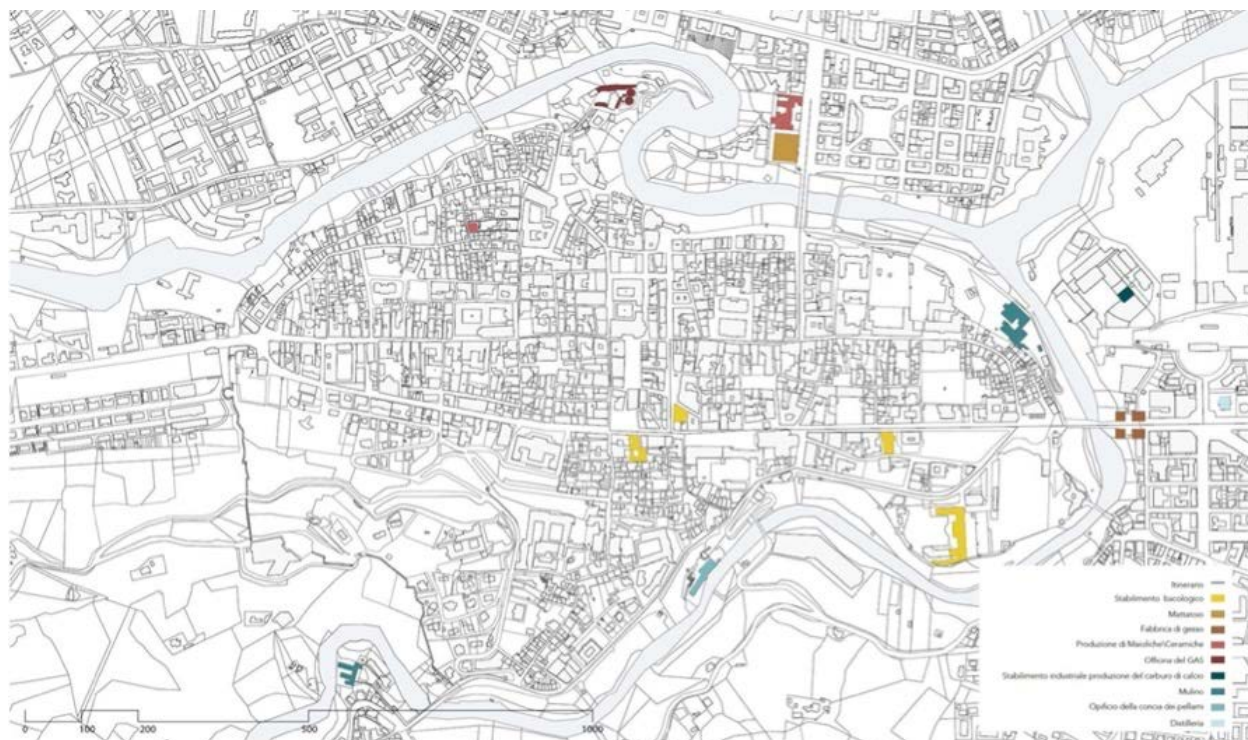 Itinerario
Stabilimento bacologico
Mattatoio
Fabbrica di gesso
Produzione di Maioliche\Ceramiche
Officina del GAS
Stabilimento industriale produzione del carburo di calcio
Mulino
Opificio della concia dei pellami
Distilleria
0 100 200 500 1000